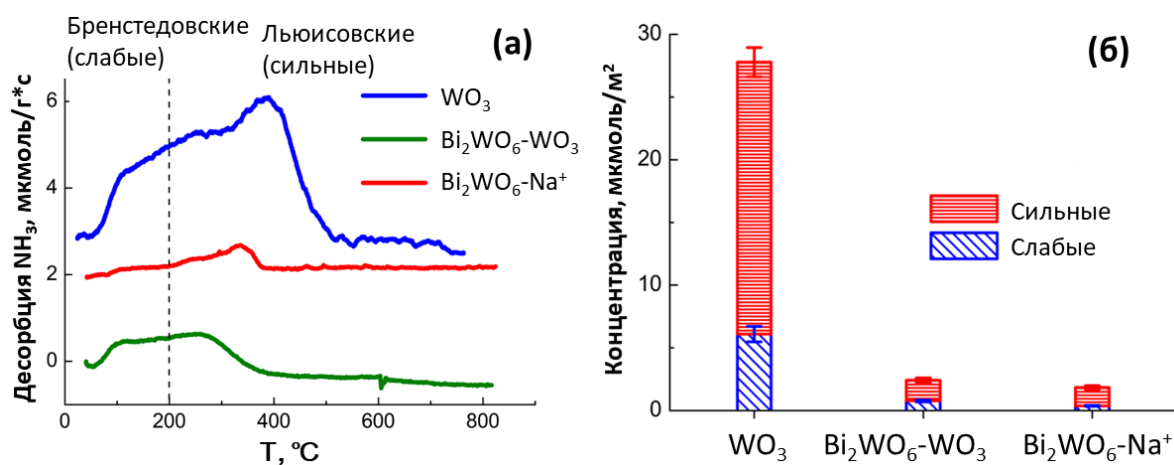 Бренстедовские
(слабые)
Льюисовские
(сильные)
(а)
Десорбция NH₃, мкмоль/г*с
6
4
2
0
WO₃
Bi₂WO₆-WO₃
Bi₂WO₆-Na⁺
0
200
400
600
800
T, °C
(б)
Концентрация, мкмоль/м²
30
20
10
0
Сильные
Слабые
WO₃
Bi₂WO₆-WO₃
Bi₂WO₆-Na⁺